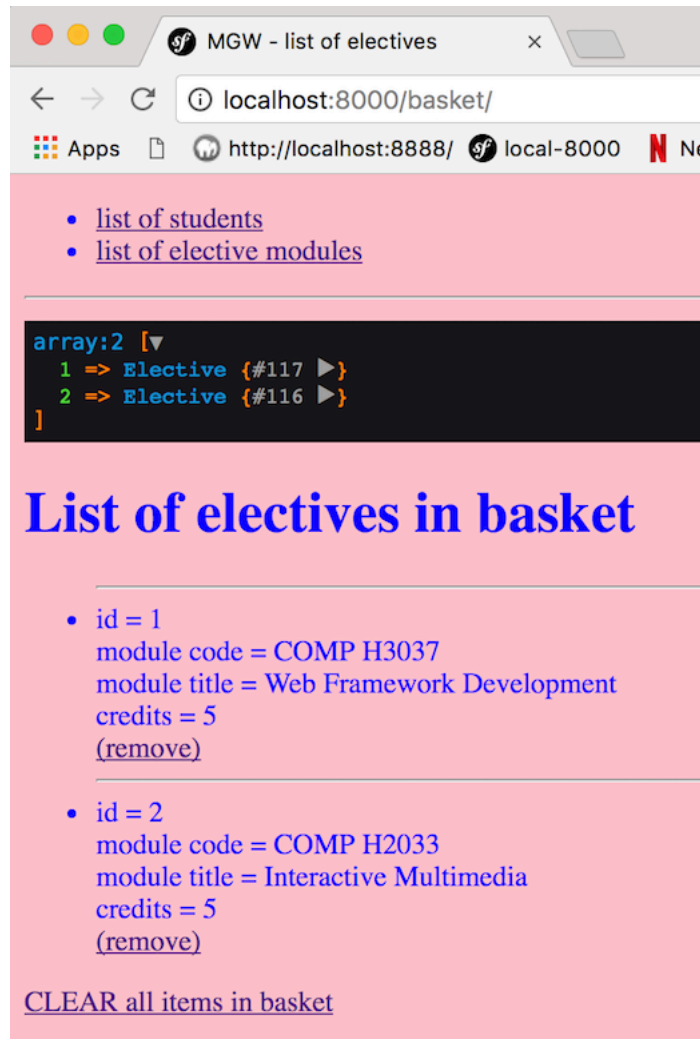 MGW - list of electives
localhost:8000/basket/
Apps http://localhost:8888/ local-8000
list of students
list of elective modules
array:2 [▼
1 => Elective {#117 ▶}
2 => Elective {#116 ▶}
]
List of electives in basket
id = 1
module code = COMP H3037
module title = Web Framework Development
credits = 5
(remove)
id = 2
module code = COMP H2033
module title = Interactive Multimedia
credits = 5
(remove)
CLEAR all items in basket